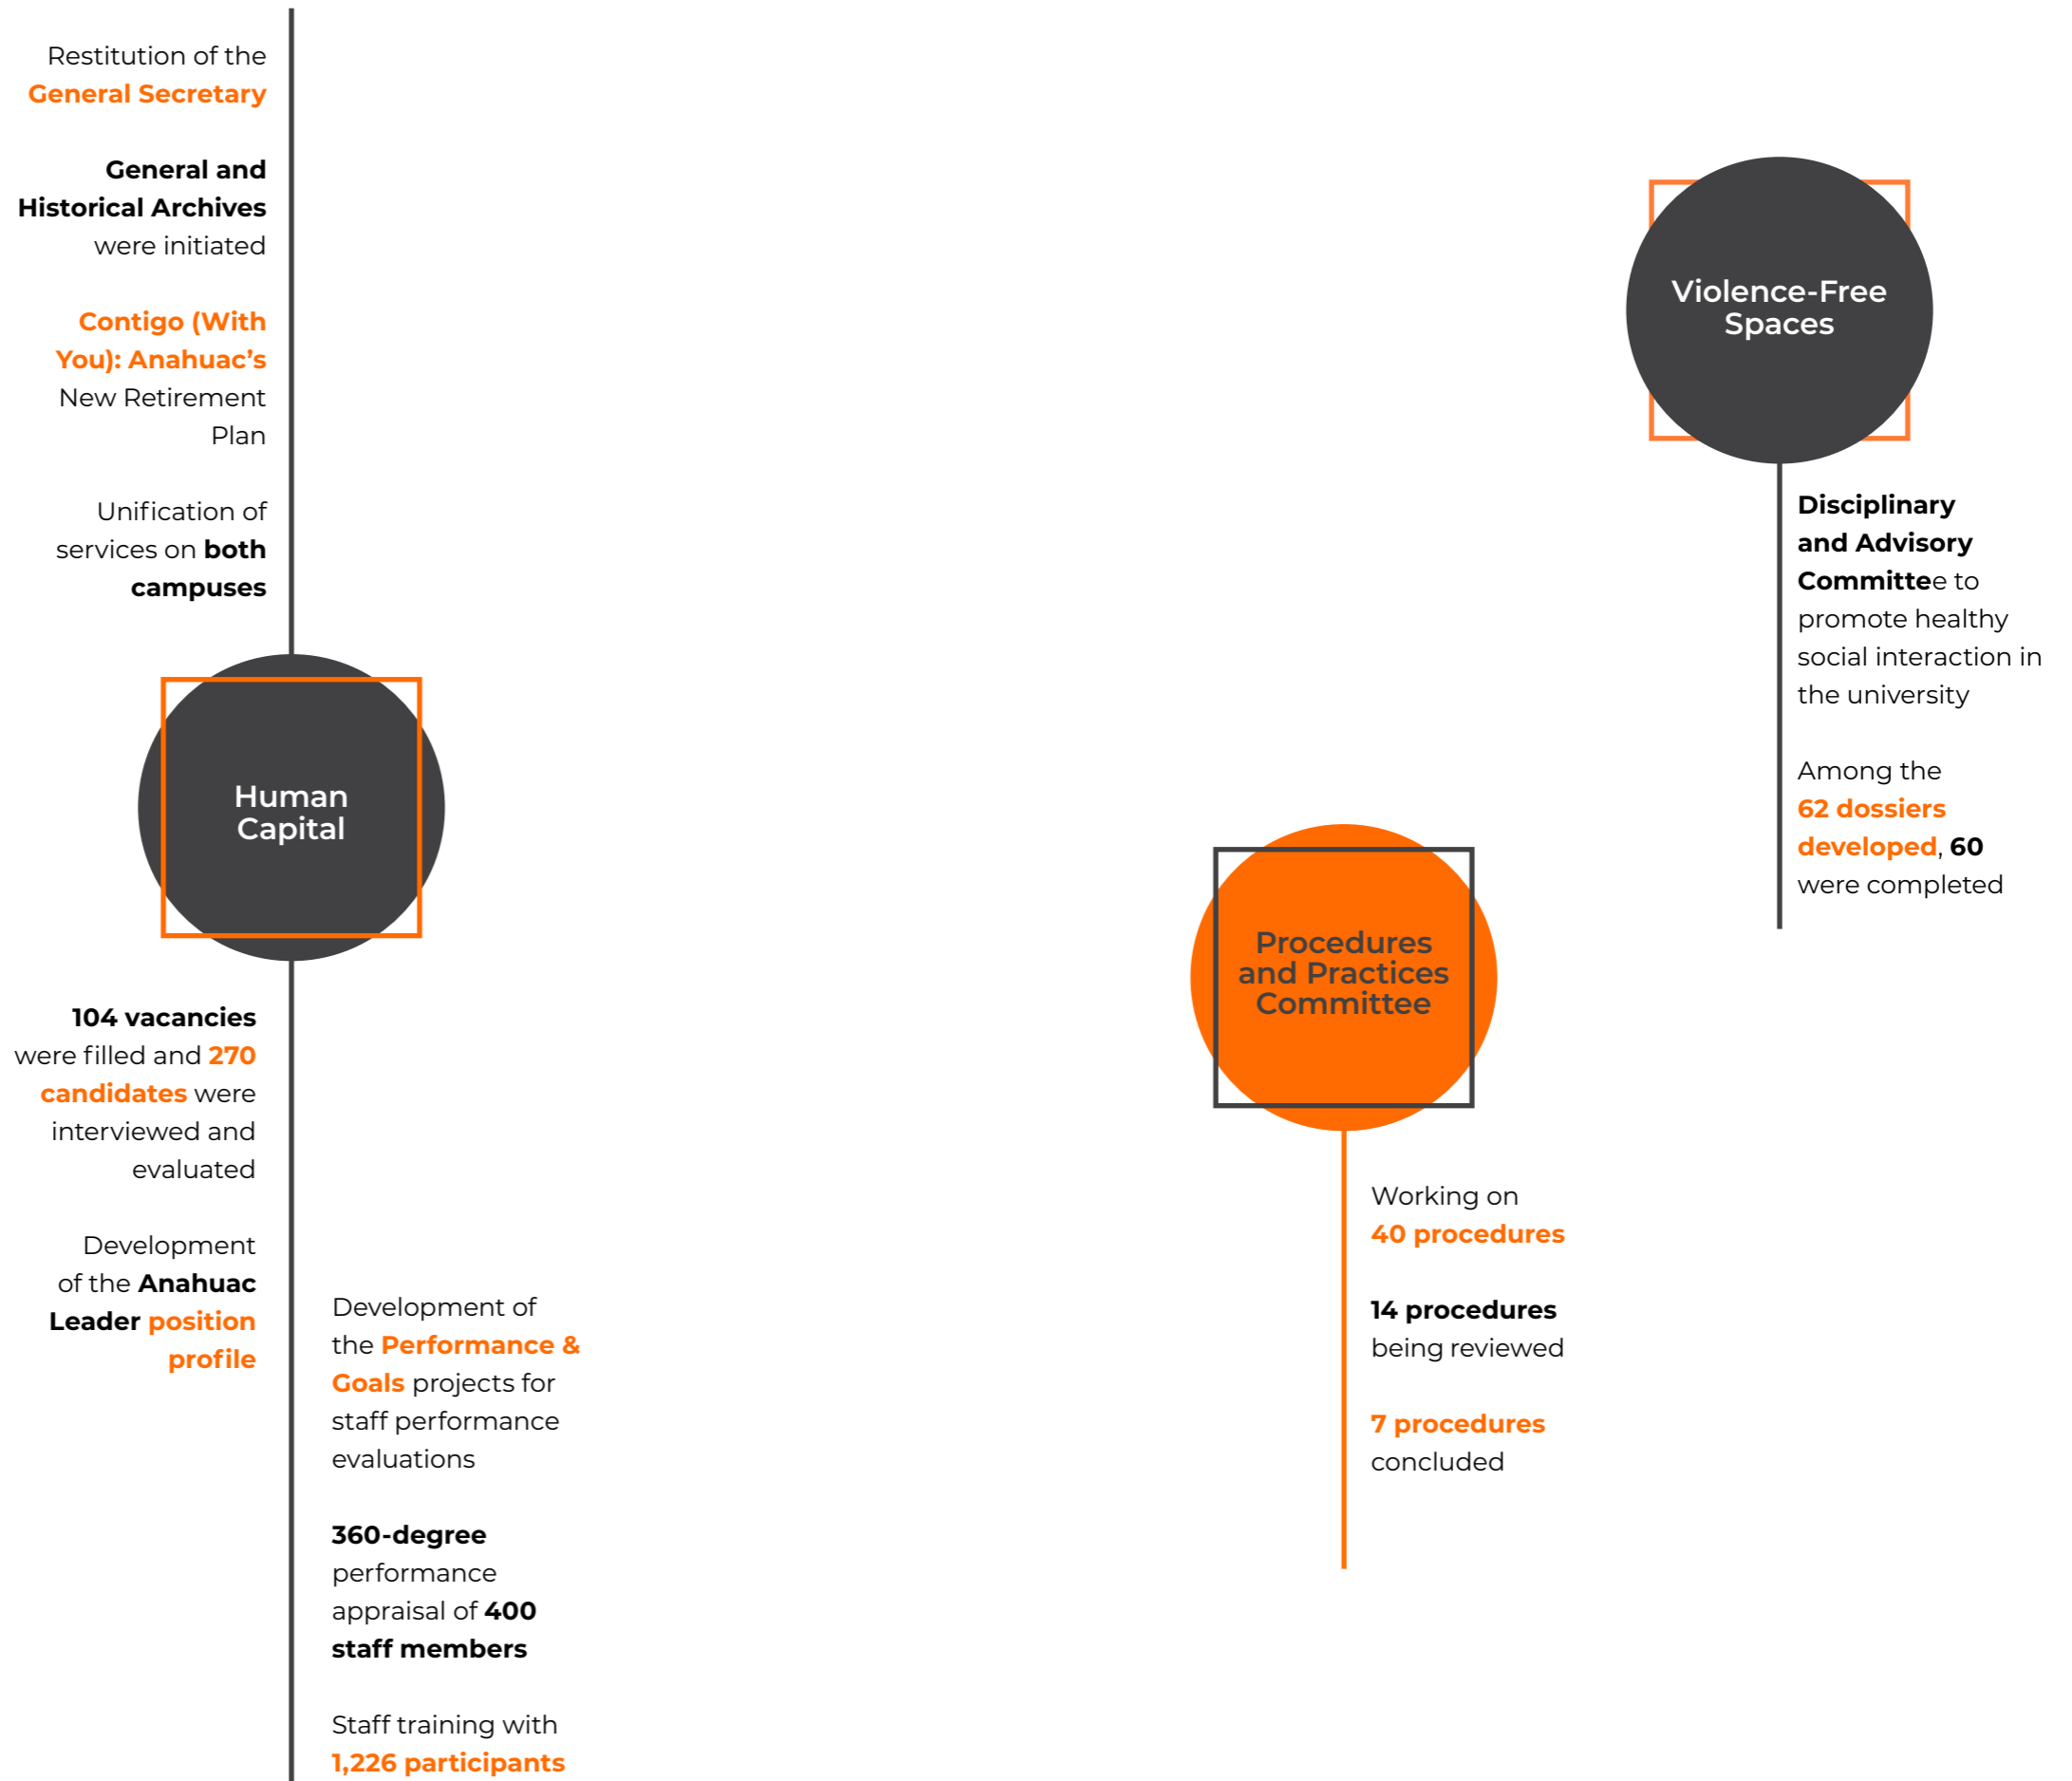 Restitution of the
General Secretary
General and
Historical Archives
were initiated
Contigo (With
You): Anahuac’s
New Retirement
Plan
Unification of
services on both
campuses
Human
Capital
104 vacancies
were filled and 270
candidates were
interviewed and
evaluated
Development
of the Anahuac
Leader position
profile
Development of
the Performance &
Goals projects for
staff performance
evaluations
360-degree
performance
appraisal of 400
staff members
Staff training with
1,226 participants
Procedures
and Practices
Committee
Working on
40 procedures
14 procedures
being reviewed
7 procedures
concluded
Violence-Free
Spaces
Disciplinary
and Advisory
Committee to
promote healthy
social interaction in
the university
Among the
62 dossiers
developed, 60
were completed